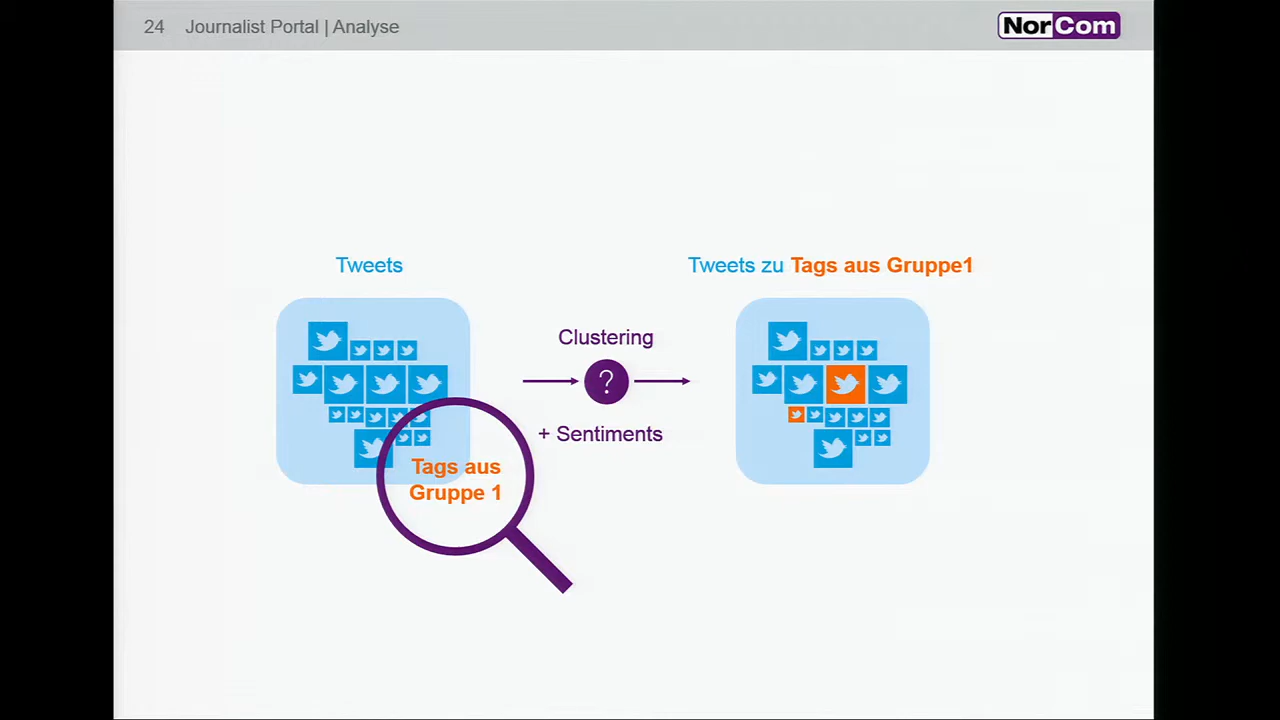 24 Journalist Portal | Analyse
NorCom
Tweets
Tweets zu Tags aus Gruppe1
Clustering
?
+ Sentiments
Tags aus
Gruppe 1